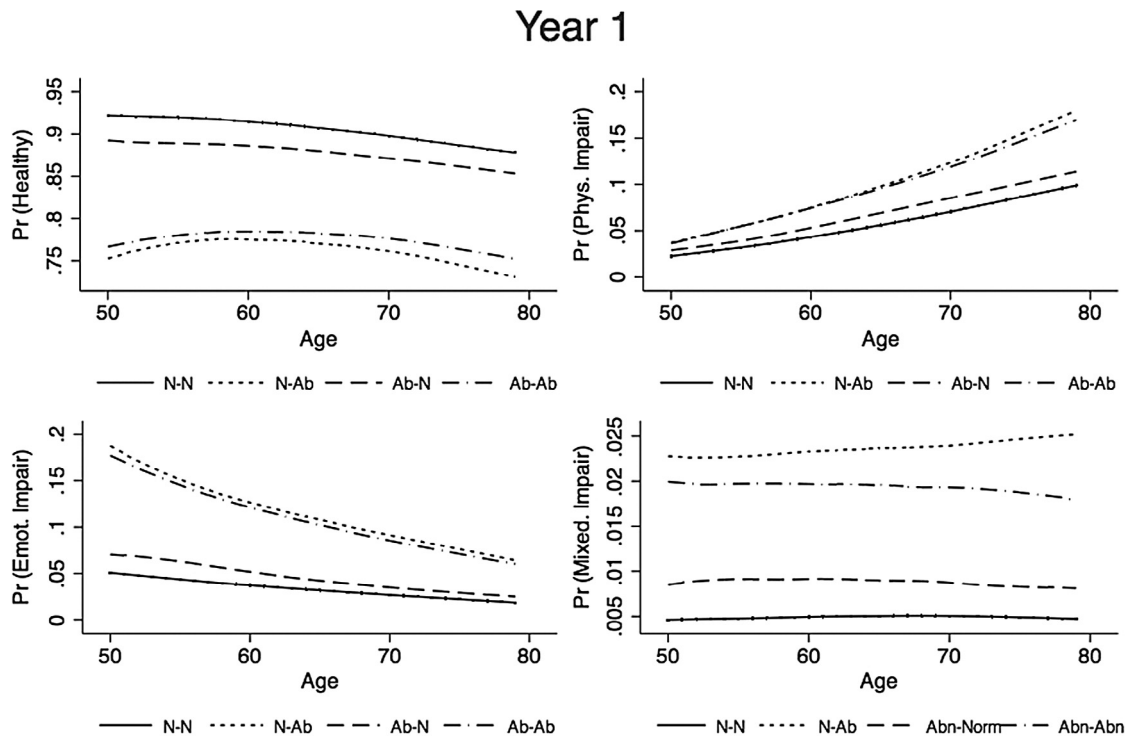 Year 1
Pr (Healthy)
.95
.9
.85
.8
.75
50 60 70 80
Age
N-N N-Ab Ab-N Ab-Ab
Pr (Phys. Impair)
.2
.15
.1
.05
0
50 60 70 80
Age
N-N N-Ab Ab-N Ab-Ab
Pr (Emot. Impair)
.2
.15
.1
.05
0
50 60 70 80
Age
N-N N-Ab Ab-N Ab-Ab
Pr (Mixed. Impair)
.025
.02
.015
.01
.005
50 60 70 80
Age
N-N N-Ab Abn-Norm Abn-Abn